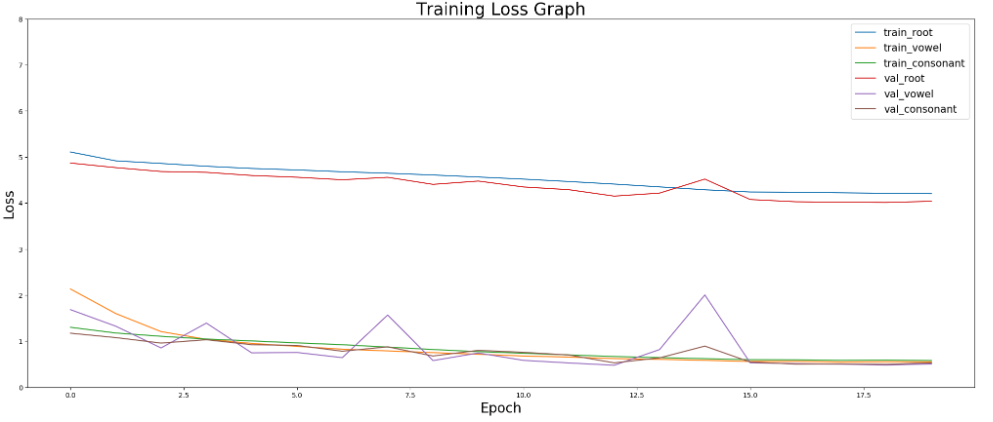 Training Loss Graph
8
7
6
5
4
3
2
1
0
Loss
train_root
train_vowel
train_consonant
val_root
val_vowel
val_consonant
0.0 2.5 5.0 7.5 10.0 12.5 15.0 17.5
Epoch